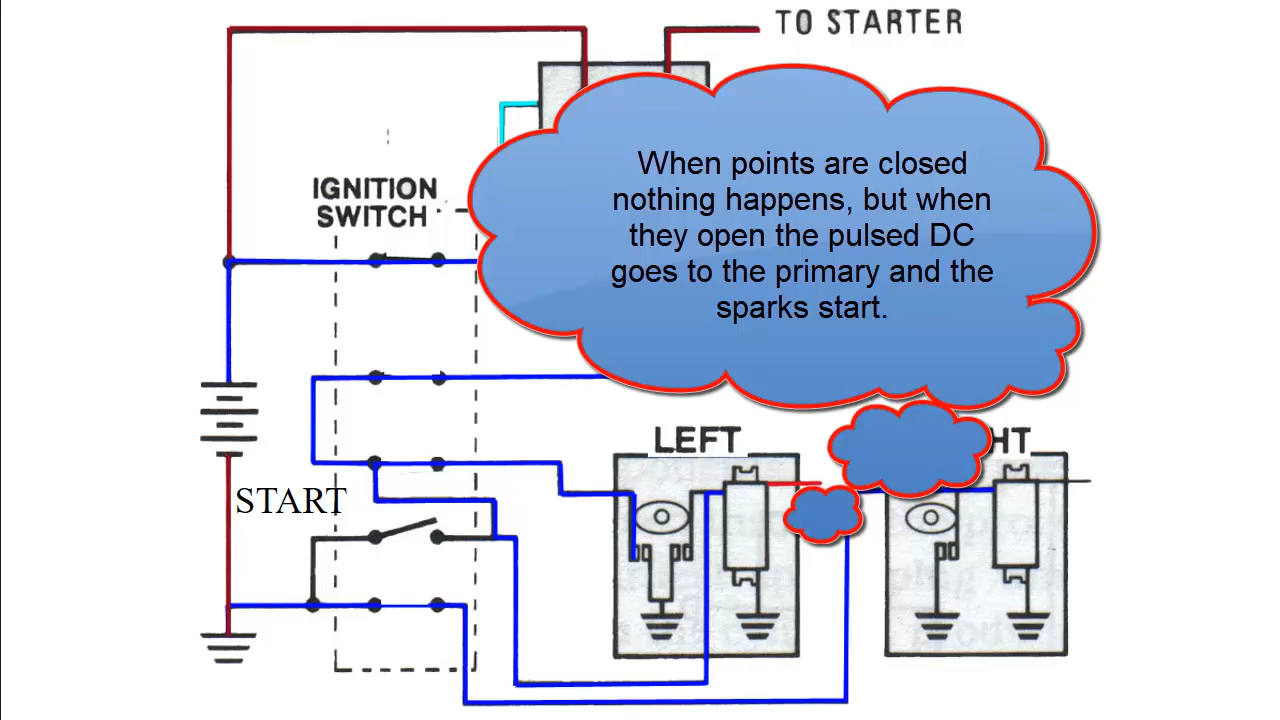 TO STARTER
IGNITION
SWITCH
When points are closed
nothing happens, but when
they open the pulsed DC
goes to the primary and the
sparks start.
LEFT
HT
START